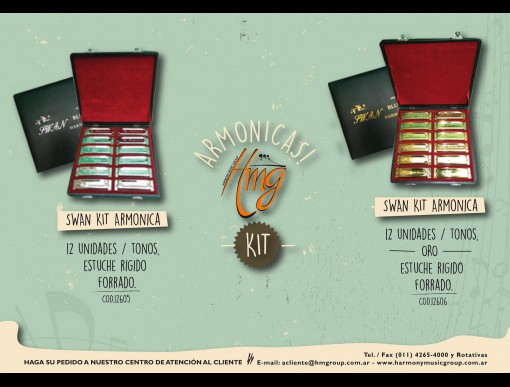 SWAN
SWAN
ARMONICAS!
Hmg
KIT
SWAN KIT ARMONICA
12 UNIDADES / TONOS,
ESTUCHE RIGIDO
FORRADO.
COD.12605
SWAN KIT ARMONICA
12 UNIDADES / TONOS,
ORO
ESTUCHE RIGIDO
FORRADO.
COD.12606
HAGA SU PEDIDO A NUESTRO CENTRO DE ATENCIÓN AL CLIENTE
Tel. / Fax (011) 4265-4000 y Rotativas
E-mail: acliente@hmgroup.com.ar - www.harmonymusicgroup.com.ar